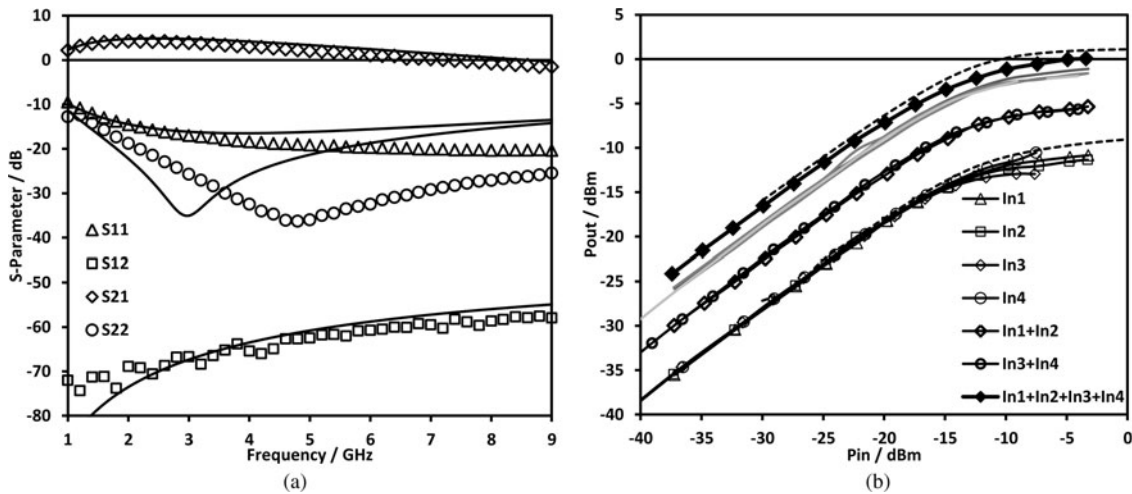 10
0
-10
-20
-30
-40
-50
-60
-70
-80
S-Parameter / dB
S11
S12
S21
S22
1 2 3 4 5 6 7 8 9
Frequency / GHz
(a)
5
0
-5
-10
-15
-20
-25
-30
-35
-40
Pout / dBm
In1
In2
In3
In4
In1+In2
In3+In4
In1+In2+In3+In4
-40 -35 -30 -25 -20 -15 -10 -5 0
Pin / dBm
(b)